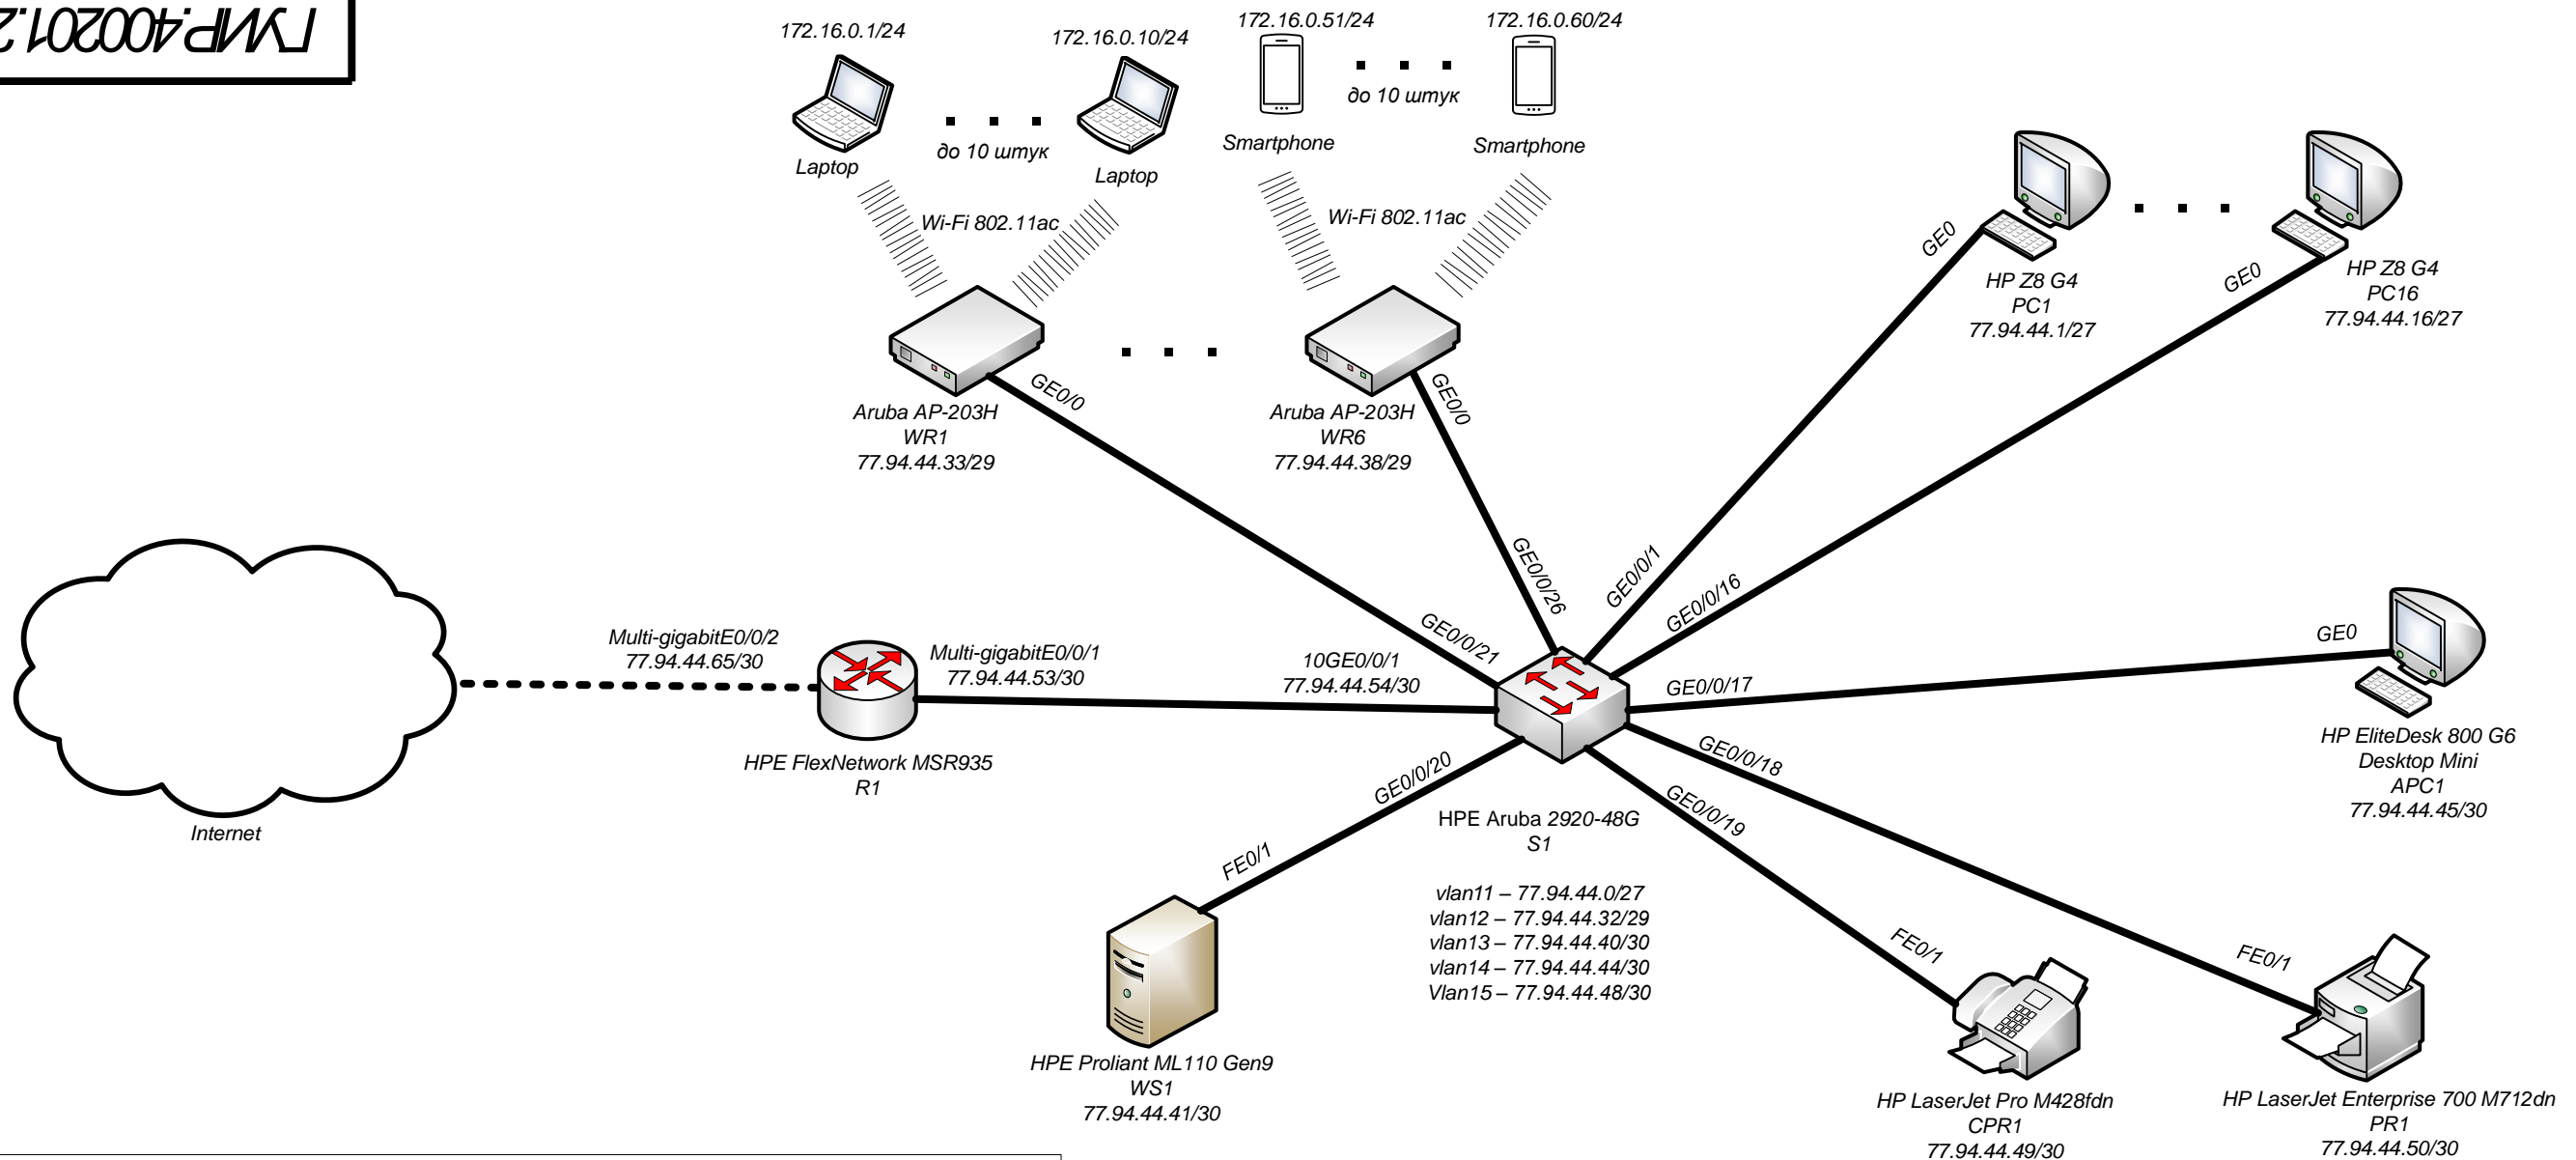 ГУИР.400201.2
172.16.0.1/24
172.16.0.10/24
172.16.0.51/24
172.16.0.60/24
до 10 штук
до 10 штук
Laptop
Laptop
Smartphone
Smartphone
Wi-Fi 802.11ac
Wi-Fi 802.11ac
GE0
GE0
HP Z8 G4
PC1
77.94.44.1/27
HP Z8 G4
PC16
77.94.44.16/27
GE0/0
GE0/0
Aruba AP-203H
WR1
77.94.44.33/29
Aruba AP-203H
WR6
77.94.44.38/29
GE0/0/26
GE0/0/1
GE0/0/16
GE0/0/21
Multi-gigabitE0/0/2
77.94.44.65/30
Multi-gigabitE0/0/1
77.94.44.53/30
10GE0/0/1
77.94.44.54/30
GE0/0/17
GE0
HPE FlexNetwork MSR935
R1
Internet
HP EliteDesk 800 G6
Desktop Mini
APC1
77.94.44.45/30
GE0/0/20
GE0/0/18
GE0/0/19
FE0/1
HPE Aruba 2920-48G
S1
vlan11 – 77.94.44.0/27
vlan12 – 77.94.44.32/29
vlan13 – 77.94.44.40/30
vlan14 – 77.94.44.44/30
Vlan15 – 77.94.44.48/30
FE0/1
FE0/1
HPE Proliant ML110 Gen9
WS1
77.94.44.41/30
HP LaserJet Pro M428fdn
CPR1
77.94.44.49/30
HP LaserJet Enterprise 700 M712dn
PR1
77.94.44.50/30